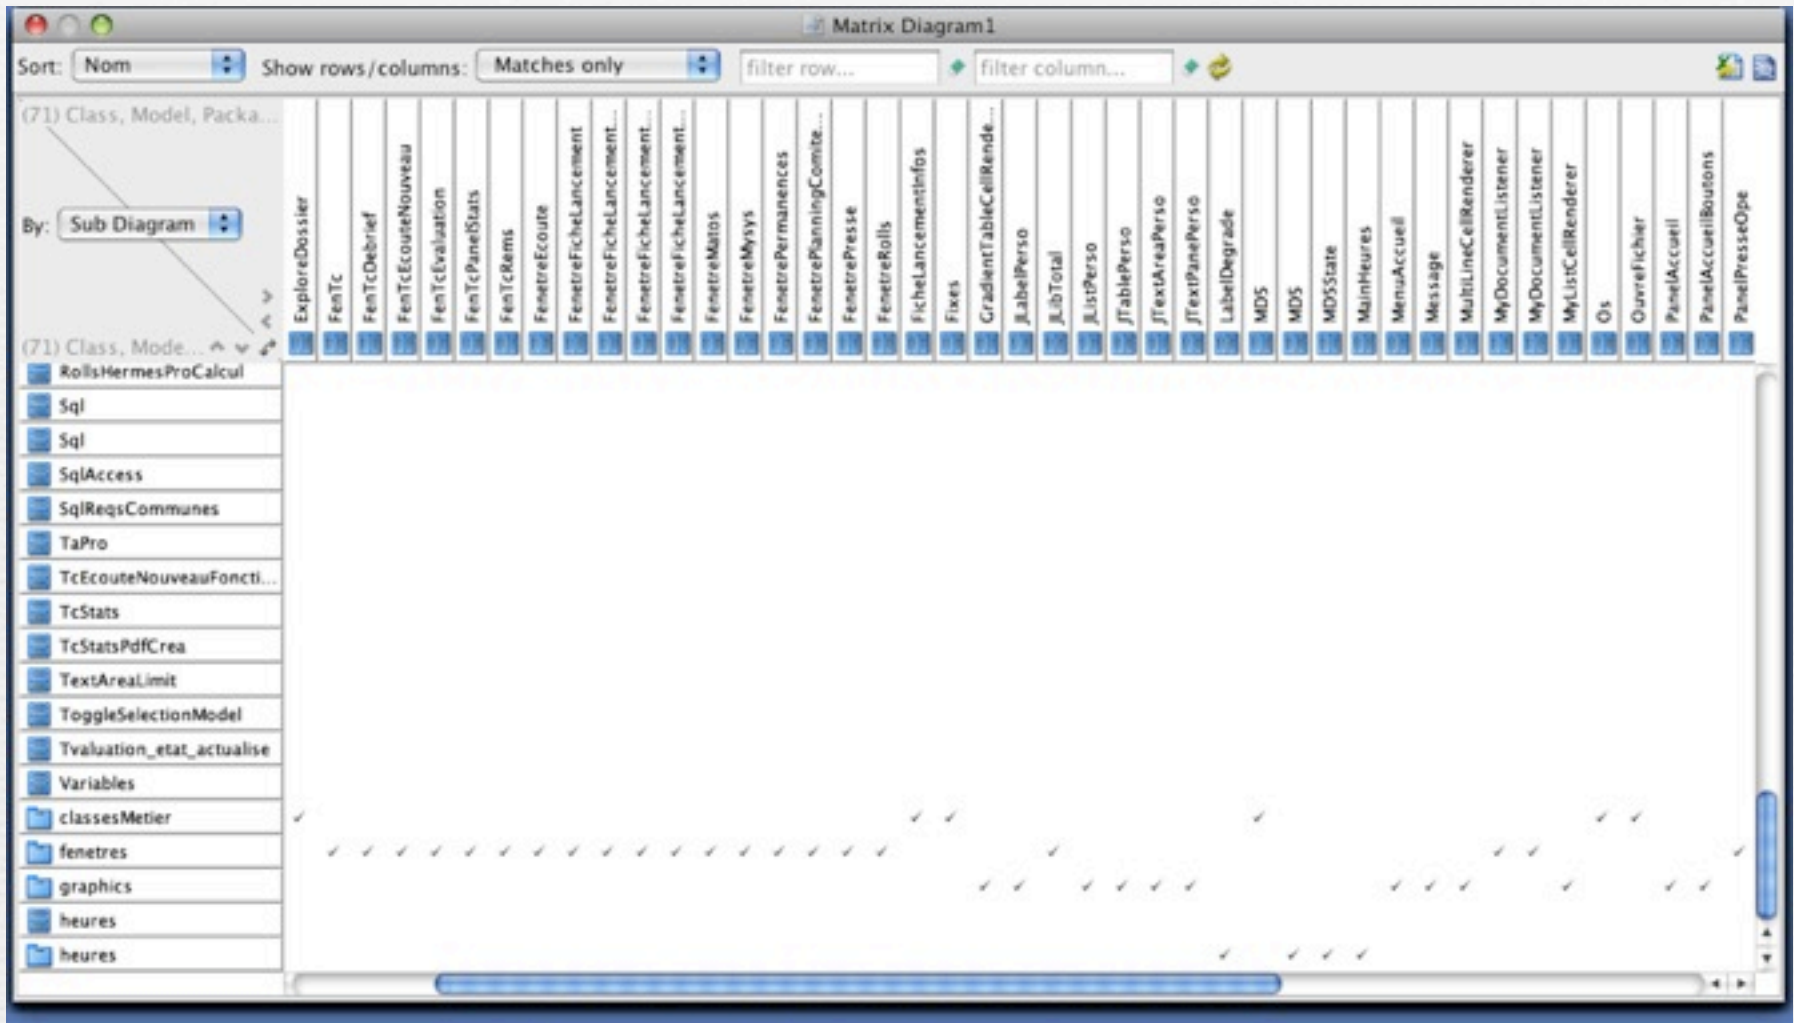 Matrix Diagram1
Sort: Nom Show rows/columns: Matches only filter row... filter column...
(71) Class, Model, Packa...
By: Sub Diagram
(71) Class, Mode...
ExploreDossier
FenTc
FenTcDebrief
FenTcEcouteNouveau
FenTcEvaluation
FenTcPanelStats
FenTcRems
FenetreEcoute
FenetreFicheLancement
FenetreFicheLancement...
FenetreFicheLancement...
FenetreFicheLancement...
FenetreMatos
FenetreMysys
FenetrePermanences
FenetrePlanningComite...
FenetrePresse
FenetreRolls
FicheLancementInfos
Fixes
GradientTableCellRende...
JLabelPerso
JLibTotal
JListPerso
JTablePerso
JTextAreaPerso
JTextPanePerso
LabelDegrade
MD5
MD5
MD5State
MainHeures
MenuAccueil
Message
MultiLineCellRenderer
MyDocumentListener
MyDocumentListener
MyListCellRenderer
Os
OuvreFichier
PanelAccueil
PanelAccueilBoutons
PanelPresseOpe
RollsHermesProCalcul
Sql
Sql
SqlAccess
SqlReqsCommunes
TaPro
TcEcouteNouveauFoncti...
TcStats
TcStatsPdfCrea
TextAreaLimit
ToggleSelectionModel
Tvaluation_etat_actualise
Variables
classesMetier
fenetres
graphics
heures
heures